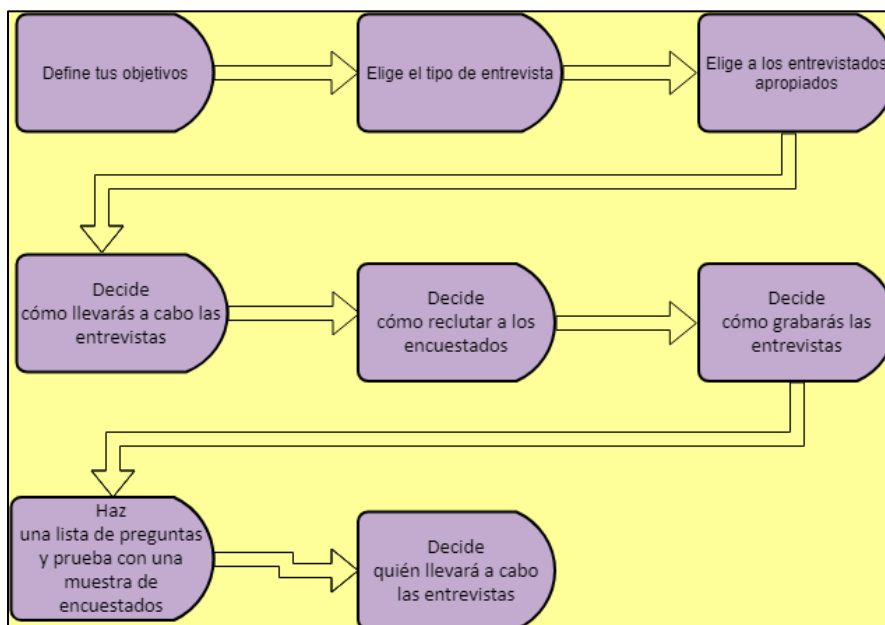 Define tus objetivos
Elige el tipo de entrevista
Elige a los entrevistados
apropiados
Decide
cómo llevarás a cabo las
entrevistas
Decide
cómo reclutar a los
encuestados
Decide
cómo grabarás las
entrevistas
Haz
una lista de preguntas
y prueba con una
muestra de
encuestados
Decide
quién llevará a cabo
las entrevistas